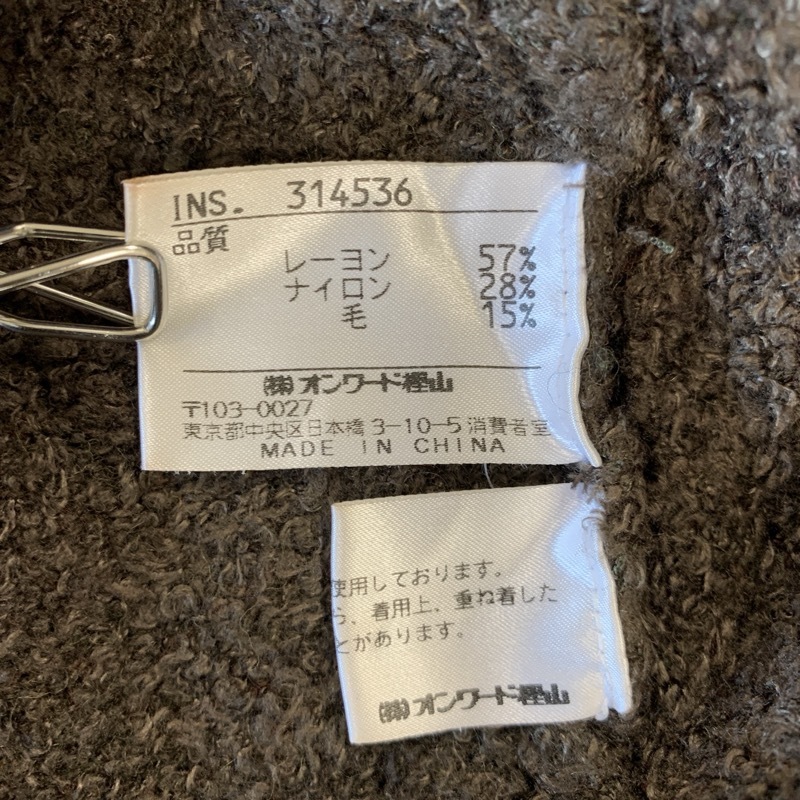 INS. 314536
品質
レーヨン 57%
ナイロン 28%
毛 15%
(株)オンワード樫山
〒103-0027
東京都中央区日本橋3-10-5消費者室
MADE IN CHINA
使用しております。
ら、着用上、重ね着した
とがあります。
(株)オンワード樫山